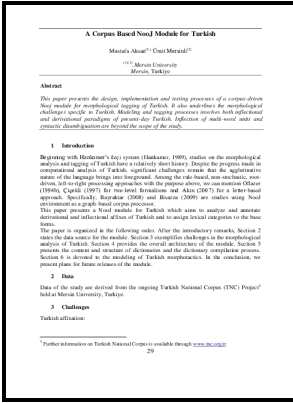 A Corpus Based NooJ Module for Turkish
Mustafa Aksan(1), Ümit Mersinli(2)
(1)(2) Mersin University
Mersin, Turkiye
Abstract
This paper presents the design, implementation and testing processes of a corpus-driven
NooJ module for morphological tagging of Turkish. It also underlines the morphological
challenges specific to Turkish. Modeling and tagging processes involves both inflectional
and derivational paradigms of present-day Turkish. Inflection of multi-word units and
syntactic disambiguation are beyond the scope of the study.
1 Introduction
Beginning with Hankamer's system (Hankamer, 1989), studies on the morphological
analysis and tagging of Turkish have a relatively short history. Despite the progress made in
computational analysis of Turkish, significant challenges remain that the agglutinative
nature of the language brings into foreground. Among the rule-based, non-stochastic, root-
driven, left-to-right processing approaches with the purpose above, we can mention Oflazer
(1994b), Çiçekli (1997) for two-level formalisms and Akın (2007) for a letter-based
approach. Specifically, Bayraktar (2008) and Bisazza (2009) are studies using NooJ
environment as a graph-based corpus processor.
This paper presents a NooJ module for Turkish which aims to analyze and annotate
derivational and inflectional affixes of Turkish and to assign lexical categories to the base
forms.
The paper is organized in the following order. After the introductory remarks, Section 2
states the data source for the module. Section 3 exemplifies challenges in the morphological
analysis of Turkish. Section 4 provides the overall architecture of the module. Section 5
presents the content and structure of dictionaries and the dictionary compilation process.
Section 6 is devoted to the modeling of Turkish morphotactics. In the conclusion, we
present plans for future releases of the module.
2 Data
Data of the study are derived from the ongoing Turkish National Corpus (TNC) Project1
held at Mersin University, Turkiye.
3 Challenges
Turkish affixation:
1 Further information on Turkish National Corpus is available through www.tnc.org.tr
29